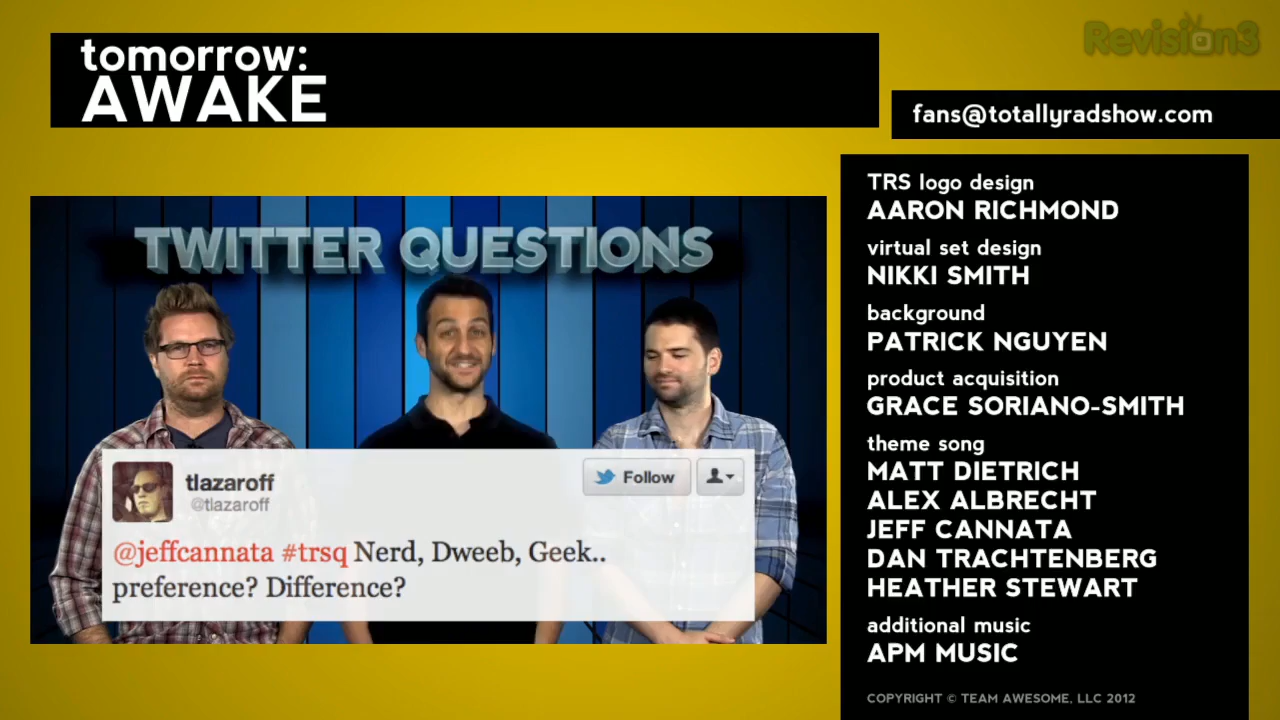 tomorrow:
AWAKE
Revision3
fans@totallyradshow.com
TWITTER QUESTIONS
tlazaroff
@tlazaroff
Follow
@jeffcannata #trsq Nerd, Dweeb, Geek..
preference? Difference?
TRS logo design
AARON RICHMOND
virtual set design
NIKKI SMITH
background
PATRICK NGUYEN
product acquisition
GRACE SORIANO-SMITH
theme song
MATT DIETRICH
ALEX ALBRECHT
JEFF CANNATA
DAN TRACHTENBERG
HEATHER STEWART
additional music
APM MUSIC
COPYRIGHT © TEAM AWESOME, LLC 2012